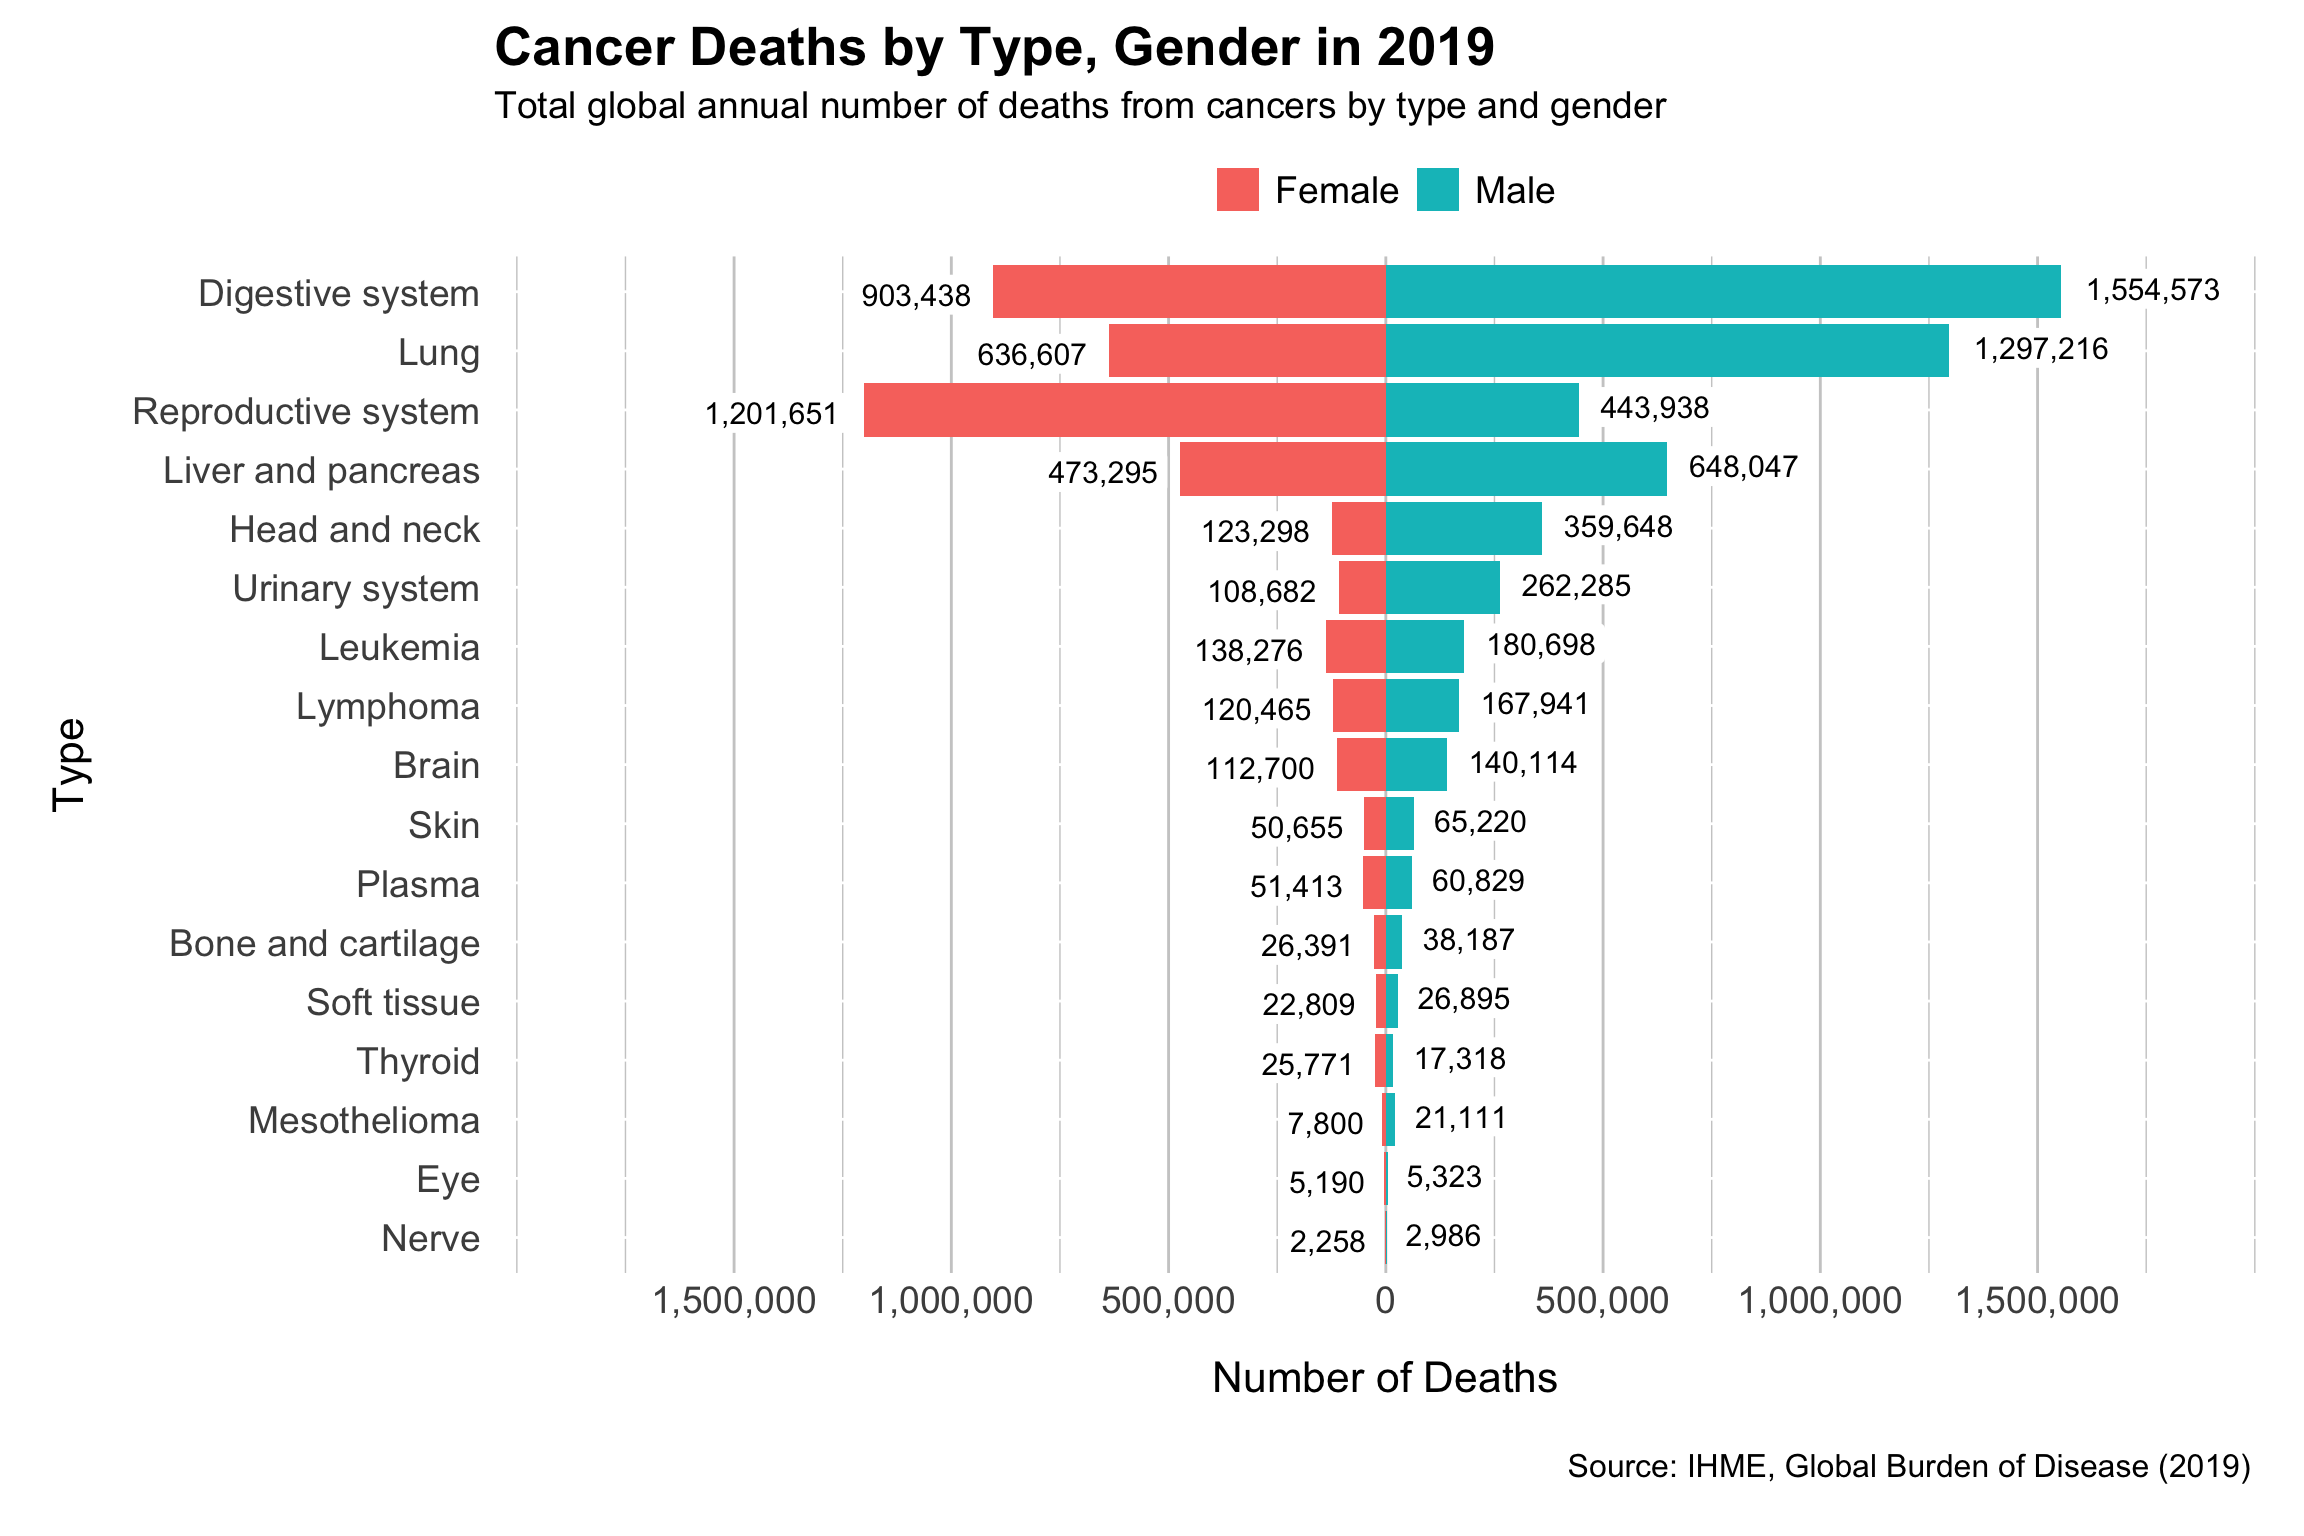 Cancer Deaths by Type, Gender in 2019
Total global annual number of deaths from cancers by type and gender
Female Male
Type
Digestive system 903,438 1,554,573
Lung 636,607 1,297,216
Reproductive system 1,201,651 443,938
Liver and pancreas 473,295 648,047
Head and neck 123,298 359,648
Urinary system 108,682 262,285
Leukemia 138,276 180,698
Lymphoma 120,465 167,941
Brain 112,700 140,114
Skin 50,655 65,220
Plasma 51,413 60,829
Bone and cartilage 26,391 38,187
Soft tissue 22,809 26,895
Thyroid 25,771 17,318
Mesothelioma 7,800 21,111
Eye 5,190 5,323
Nerve 2,258 2,986
1,500,000 1,000,000 500,000 0 500,000 1,000,000 1,500,000
Number of Deaths
Source: IHME, Global Burden of Disease (2019)